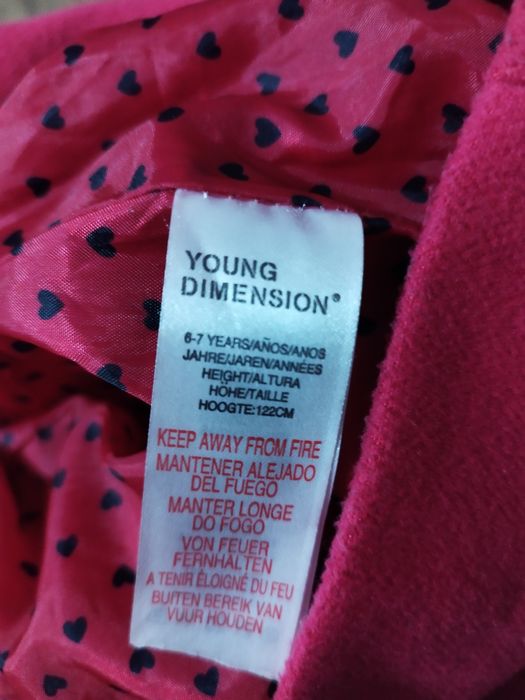 YOUNG
DIMENSION®
6-7 YEARS/AÑOS/ANOS
JAHRE/JAREN/ANNÉES
HEIGHT/ALTURA
HÖHE/TAILLE
HOOGTE:122CM
KEEP AWAY FROM FIRE
MANTENER ALEJADO
DEL FUEGO
MANTER LONGE
DO FOGO
VON FEUER
FERNHALTEN
A TENIR ÉLOIGNÉ DU FEU
BUITEN BEREIK VAN
VUUR HOUDEN